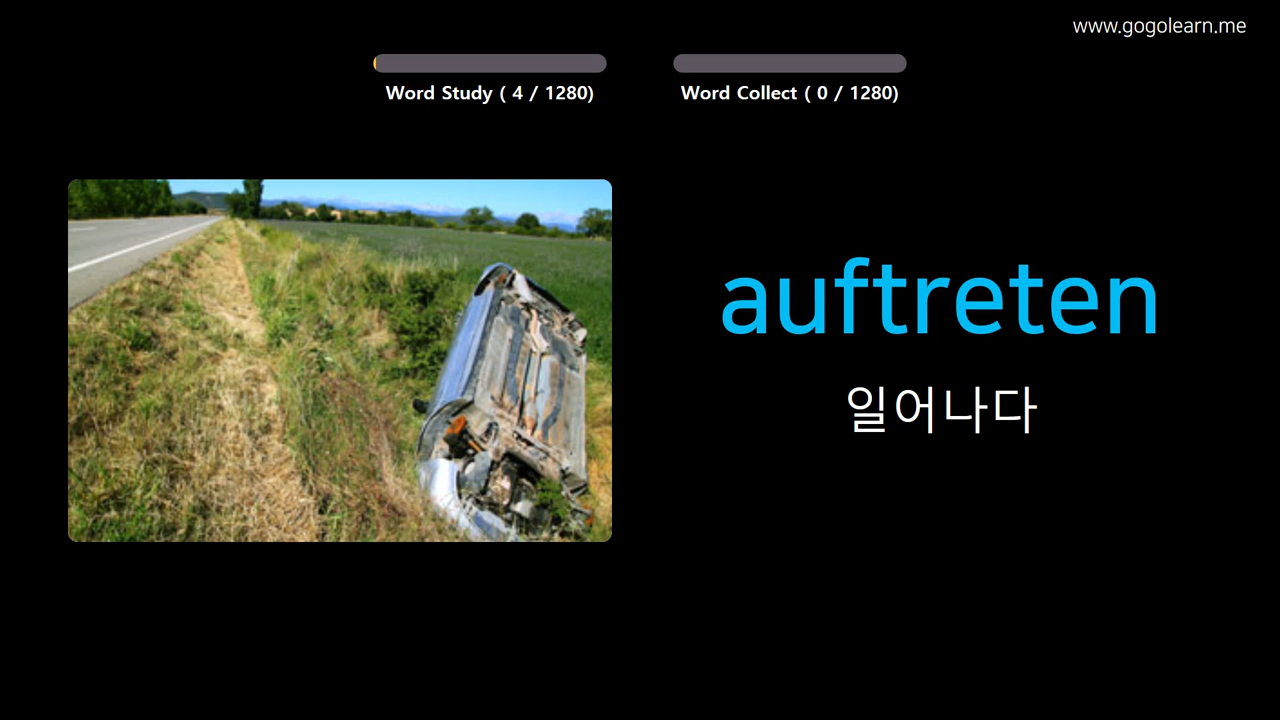 www.gogolearn.me
Word Study ( 4 / 1280)
Word Collect ( 0 / 1280)
auftreten
일어나다